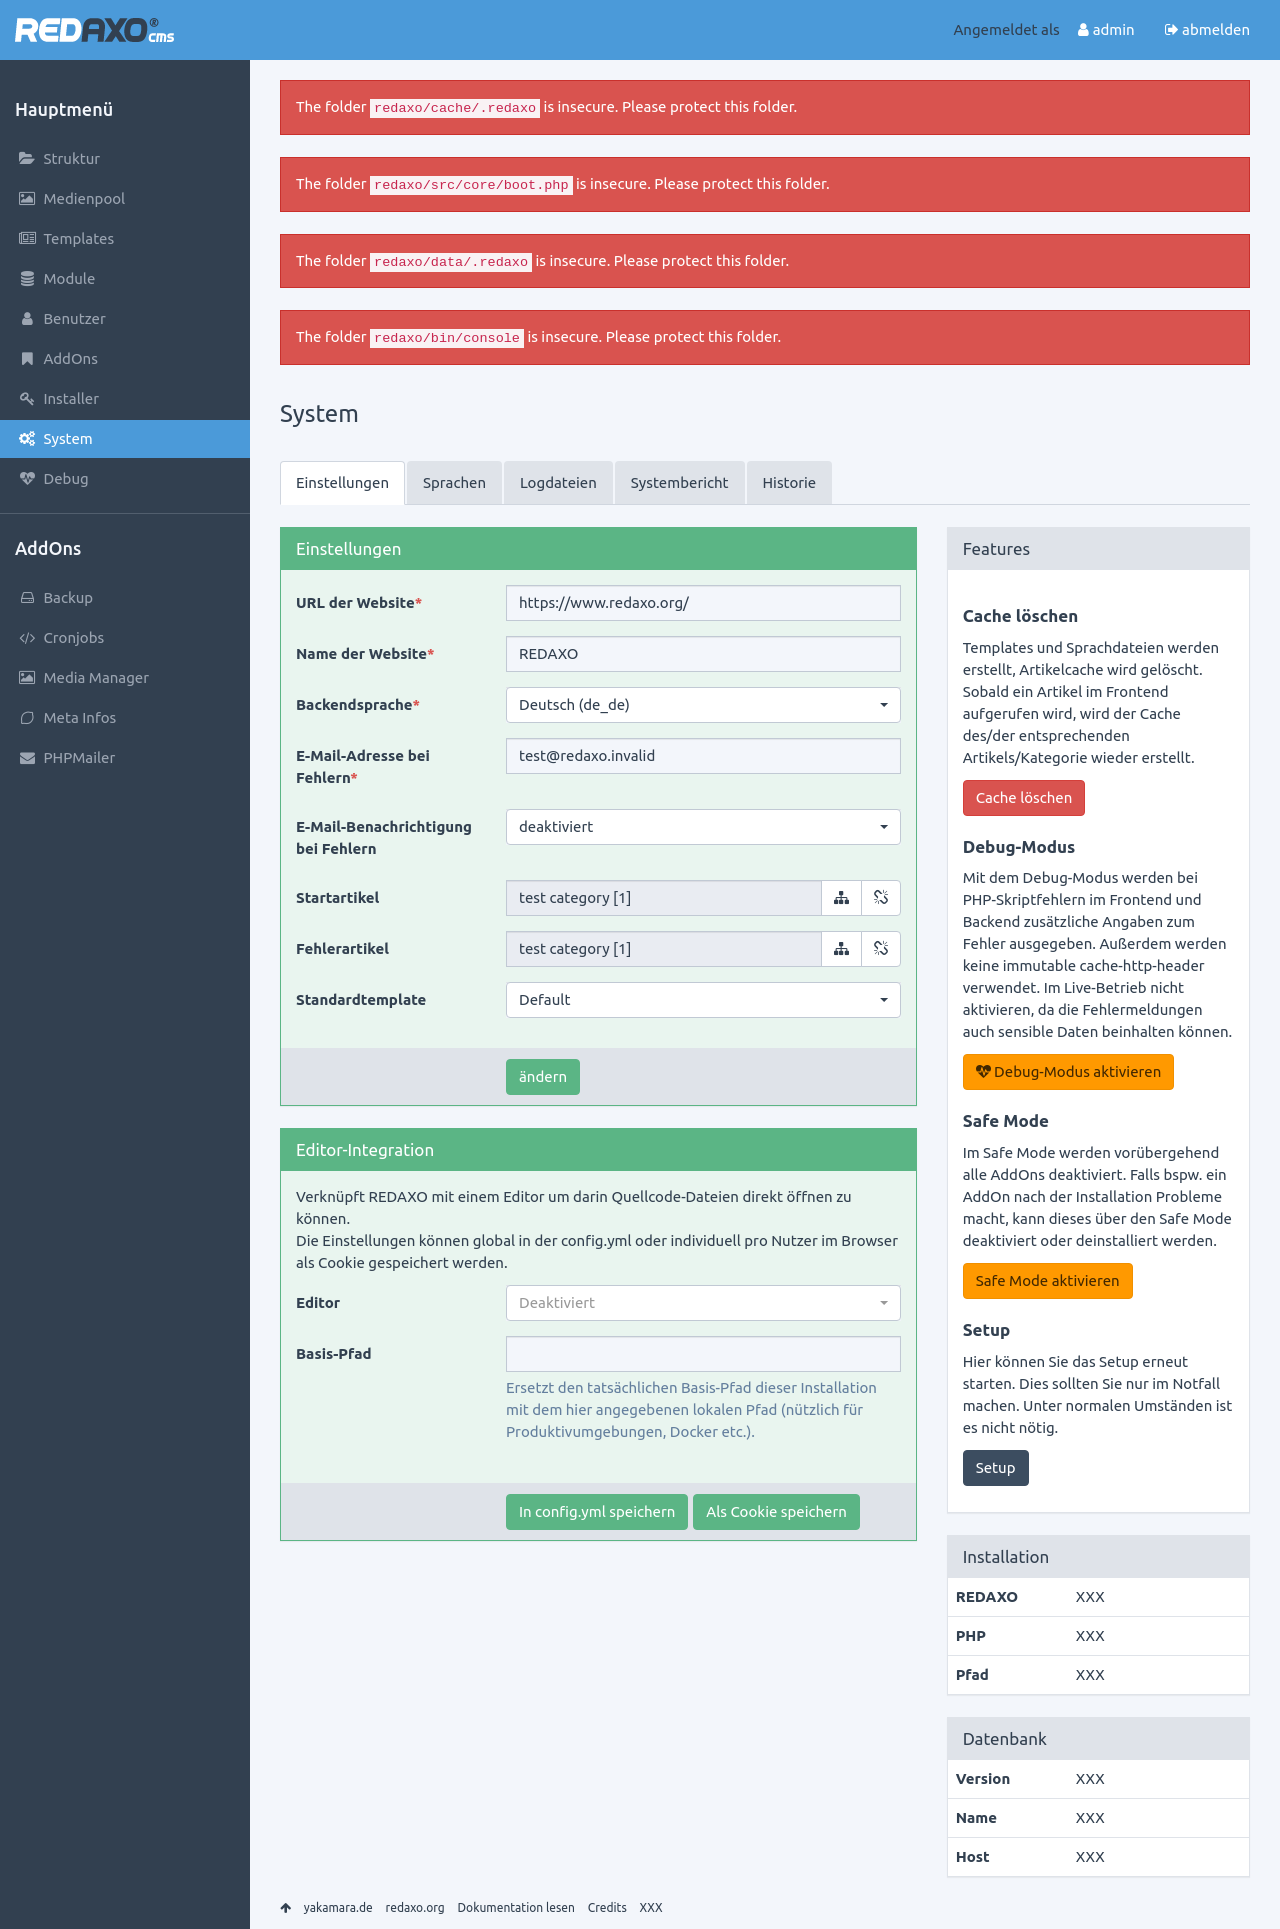 REDAXO® cms
Angemeldet als admin abmelden
Hauptmenü
Struktur
Medienpool
Templates
Module
Benutzer
AddOns
Installer
System
Debug
AddOns
Backup
Cronjobs
Media Manager
Meta Infos
PHPMailer
The folder redaxo/cache/.redaxo is insecure. Please protect this folder.
The folder redaxo/src/core/boot.php is insecure. Please protect this folder.
The folder redaxo/data/.redaxo is insecure. Please protect this folder.
The folder redaxo/bin/console is insecure. Please protect this folder.
System
Einstellungen Sprachen Logdateien Systembericht Historie
Einstellungen
URL der Website* https://www.redaxo.org/
Name der Website* REDAXO
Backendsprache* Deutsch (de_de)
E-Mail-Adresse bei test@redaxo.invalid
Fehlern*
E-Mail-Benachrichtigung deaktiviert
bei Fehlern
Startartikel test category [1]
Fehlerartikel test category [1]
Standardtemplate Default
ändern
Editor-Integration
Verknüpft REDAXO mit einem Editor um darin Quellcode-Dateien direkt öffnen zu
können.
Die Einstellungen können global in der config.yml oder individuell pro Nutzer im Browser
als Cookie gespeichert werden.
Editor Deaktiviert
Basis-Pfad
Ersetzt den tatsächlichen Basis-Pfad dieser Installation
mit dem hier angegebenen lokalen Pfad (nützlich für
Produktivumgebungen, Docker etc.).
In config.yml speichern Als Cookie speichern
Features
Cache löschen
Templates und Sprachdateien werden
erstellt, Artikelcache wird gelöscht.
Sobald ein Artikel im Frontend
aufgerufen wird, wird der Cache
des/der entsprechenden
Artikels/Kategorie wieder erstellt.
Cache löschen
Debug-Modus
Mit dem Debug-Modus werden bei
PHP-Skriptfehlern im Frontend und
Backend zusätzliche Angaben zum
Fehler ausgegeben. Außerdem werden
keine immutable cache-http-header
verwendet. Im Live-Betrieb nicht
aktivieren, da die Fehlermeldungen
auch sensible Daten beinhalten können.
Debug-Modus aktivieren
Safe Mode
Im Safe Mode werden vorübergehend
alle AddOns deaktiviert. Falls bspw. ein
AddOn nach der Installation Probleme
macht, kann dieses über den Safe Mode
deaktiviert oder deinstalliert werden.
Safe Mode aktivieren
Setup
Hier können Sie das Setup erneut
starten. Dies sollten Sie nur im Notfall
machen. Unter normalen Umständen ist
es nicht nötig.
Setup
Installation
REDAXO XXX
PHP XXX
Pfad XXX
Datenbank
Version XXX
Name XXX
Host XXX
yakamara.de redaxo.org Dokumentation lesen Credits XXX